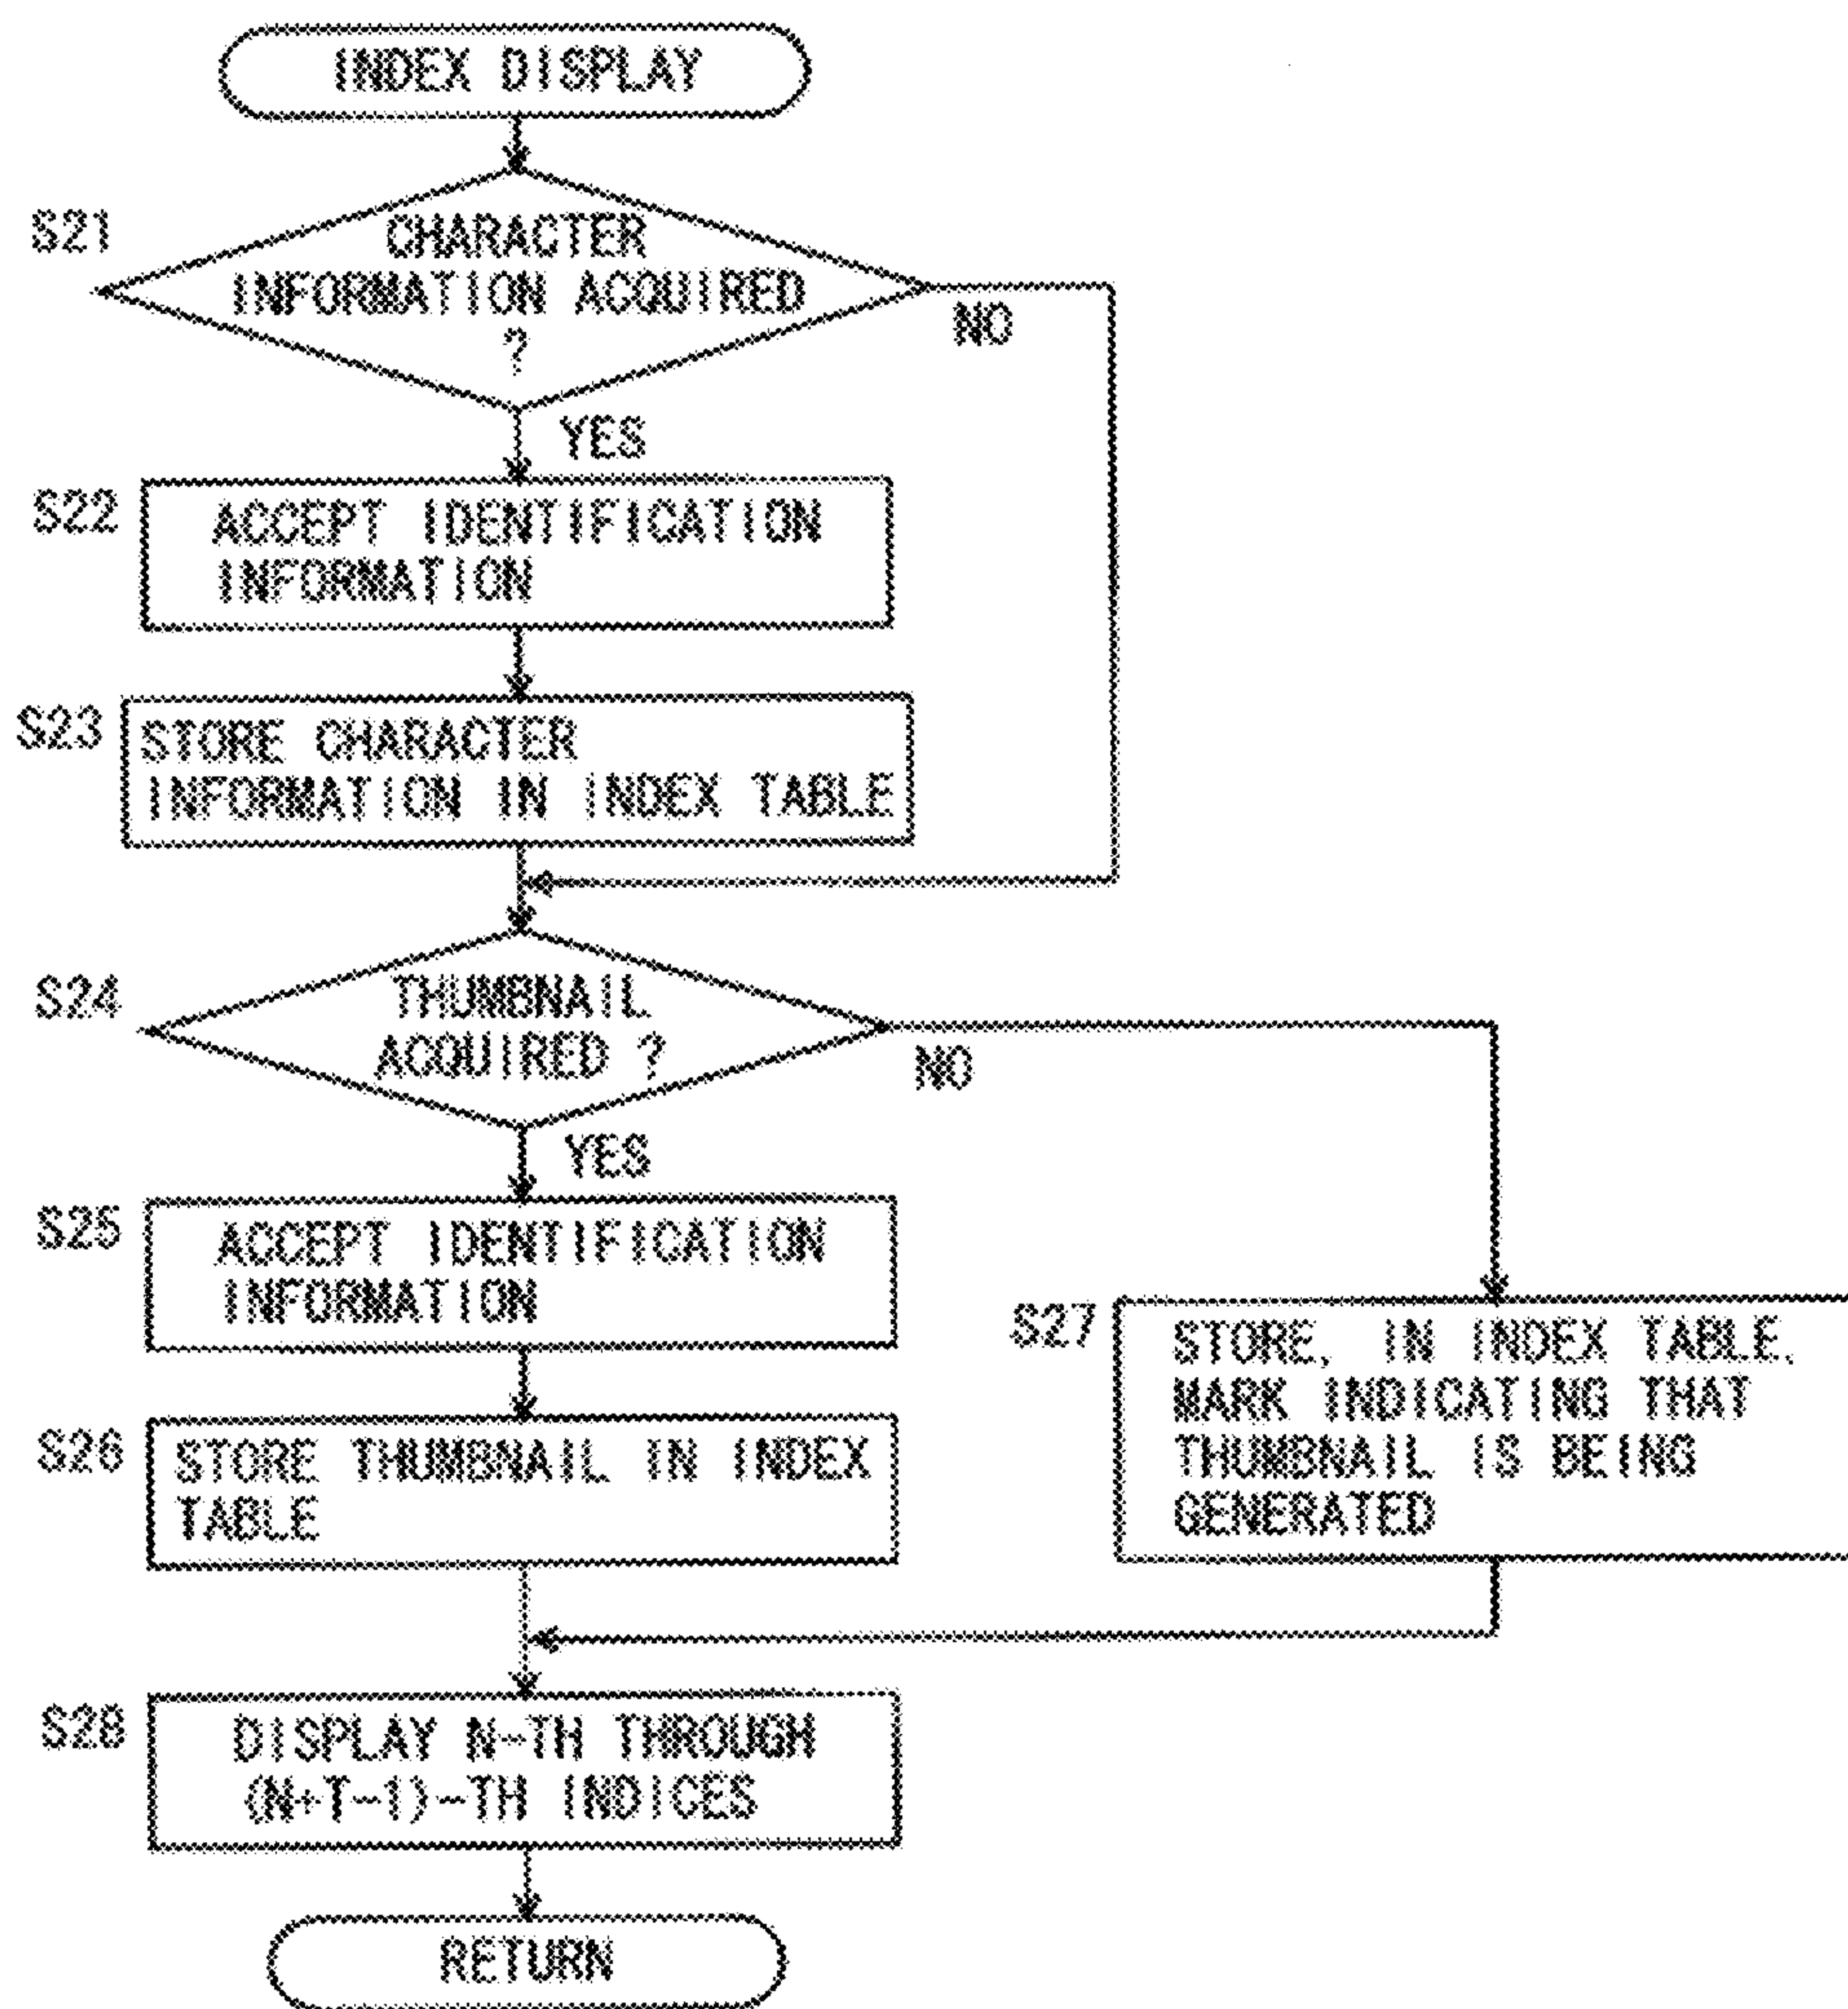 INDEX DISPLAY
S21
CHARACTER
INFORMATION ACQUIRED
?
NO
YES
S22
ACCEPT IDENTIFICATION
INFORMATION
S23
STORE CHARACTER
INFORMATION IN INDEX TABLE
S24
THUMBNAIL
ACQUIRED ?
NO
YES
S25
ACCEPT IDENTIFICATION
INFORMATION
S27
STORE, IN INDEX TABLE,
MARK INDICATING THAT
THUMBNAIL IS BEING
GENERATED
S26
STORE THUMBNAIL IN INDEX
TABLE
S28
DISPLAY N-TH THROUGH
(N+T-1)-TH INDICES
RETURN